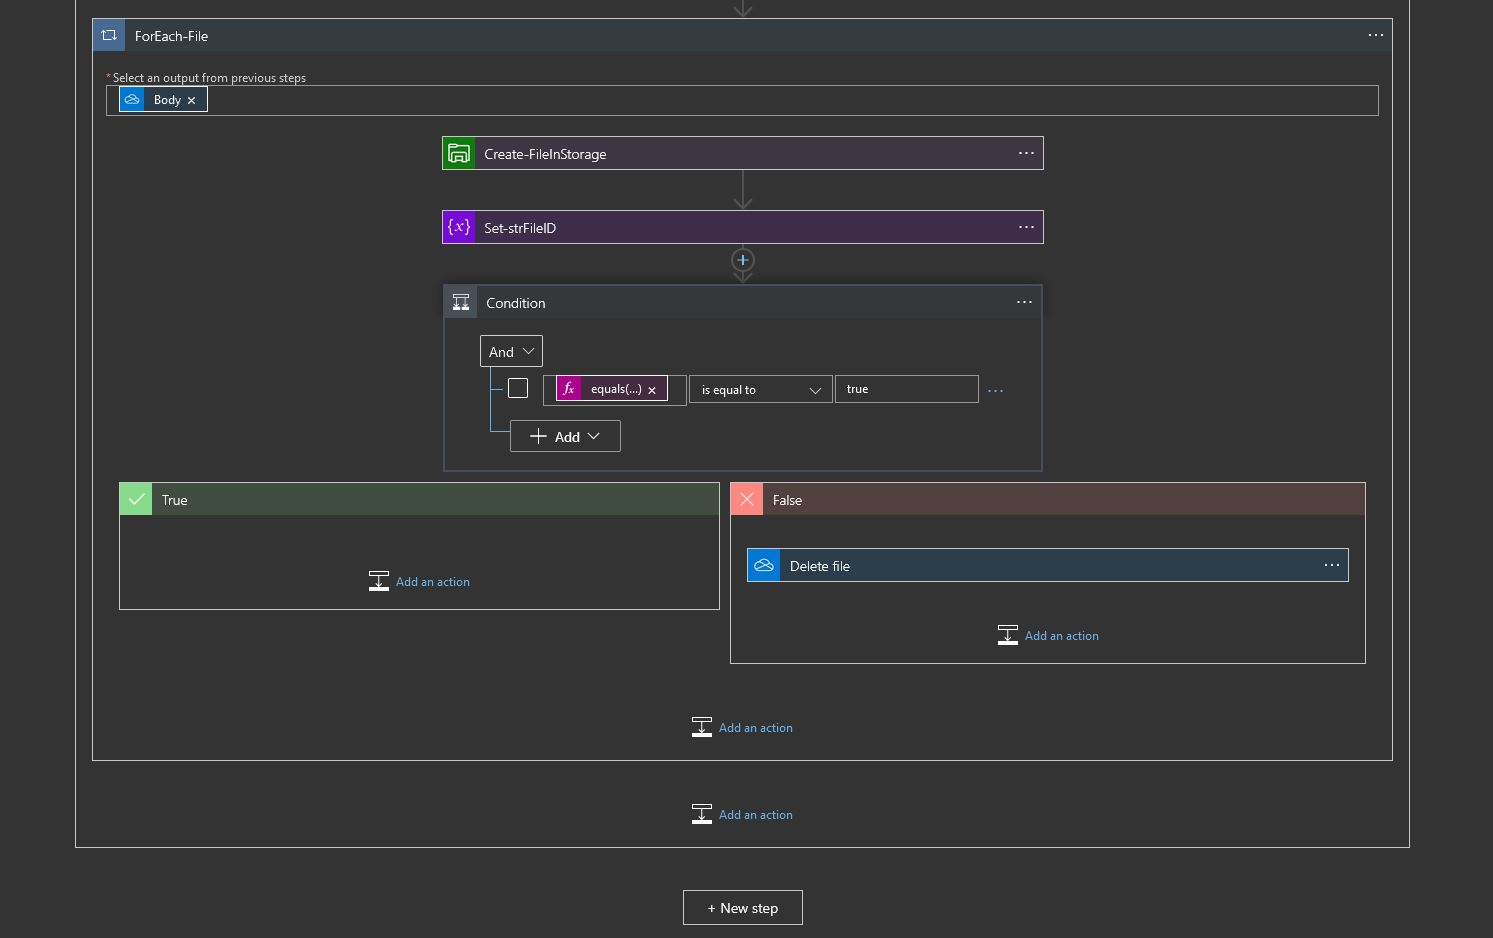 ForEach-File
...
* Select an output from previous steps
Body ×
Create-FileInStorage
...
{x} Set-strFileID
...
Condition
...
And
fx equals(...) × is equal to true ...
+ Add
True
False
Delete file
...
Add an action
Add an action
Add an action
Add an action
+ New step